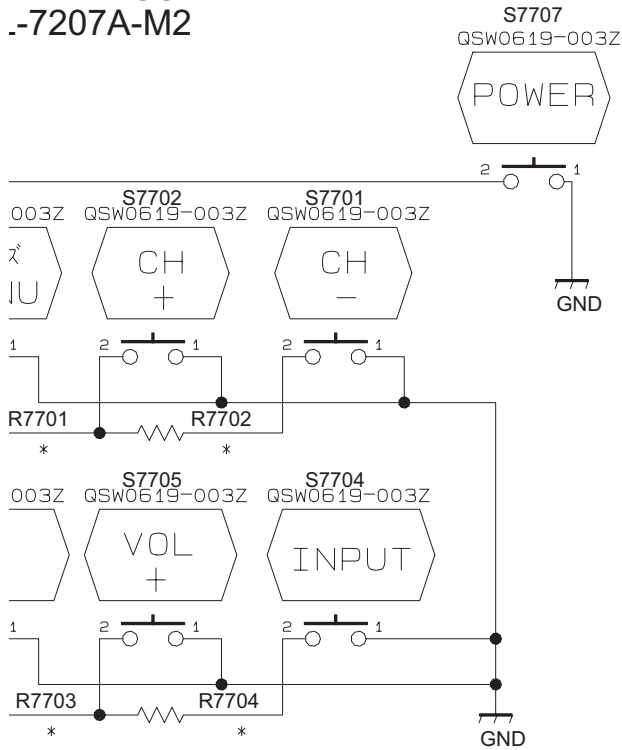 -7207A-M2
S7707
QSW0619-003Z
POWER
2 1
GND
003Z
S7702
QSW0619-003Z
S7701
QSW0619-003Z
ズ
NU
CH
+
CH
-
1
2 1
2 1
R7701
*
R7702
*
003Z
S7705
QSW0619-003Z
S7704
QSW0619-003Z
VOL
+
INPUT
1
2 1
2 1
R7703
*
R7704
*
GND